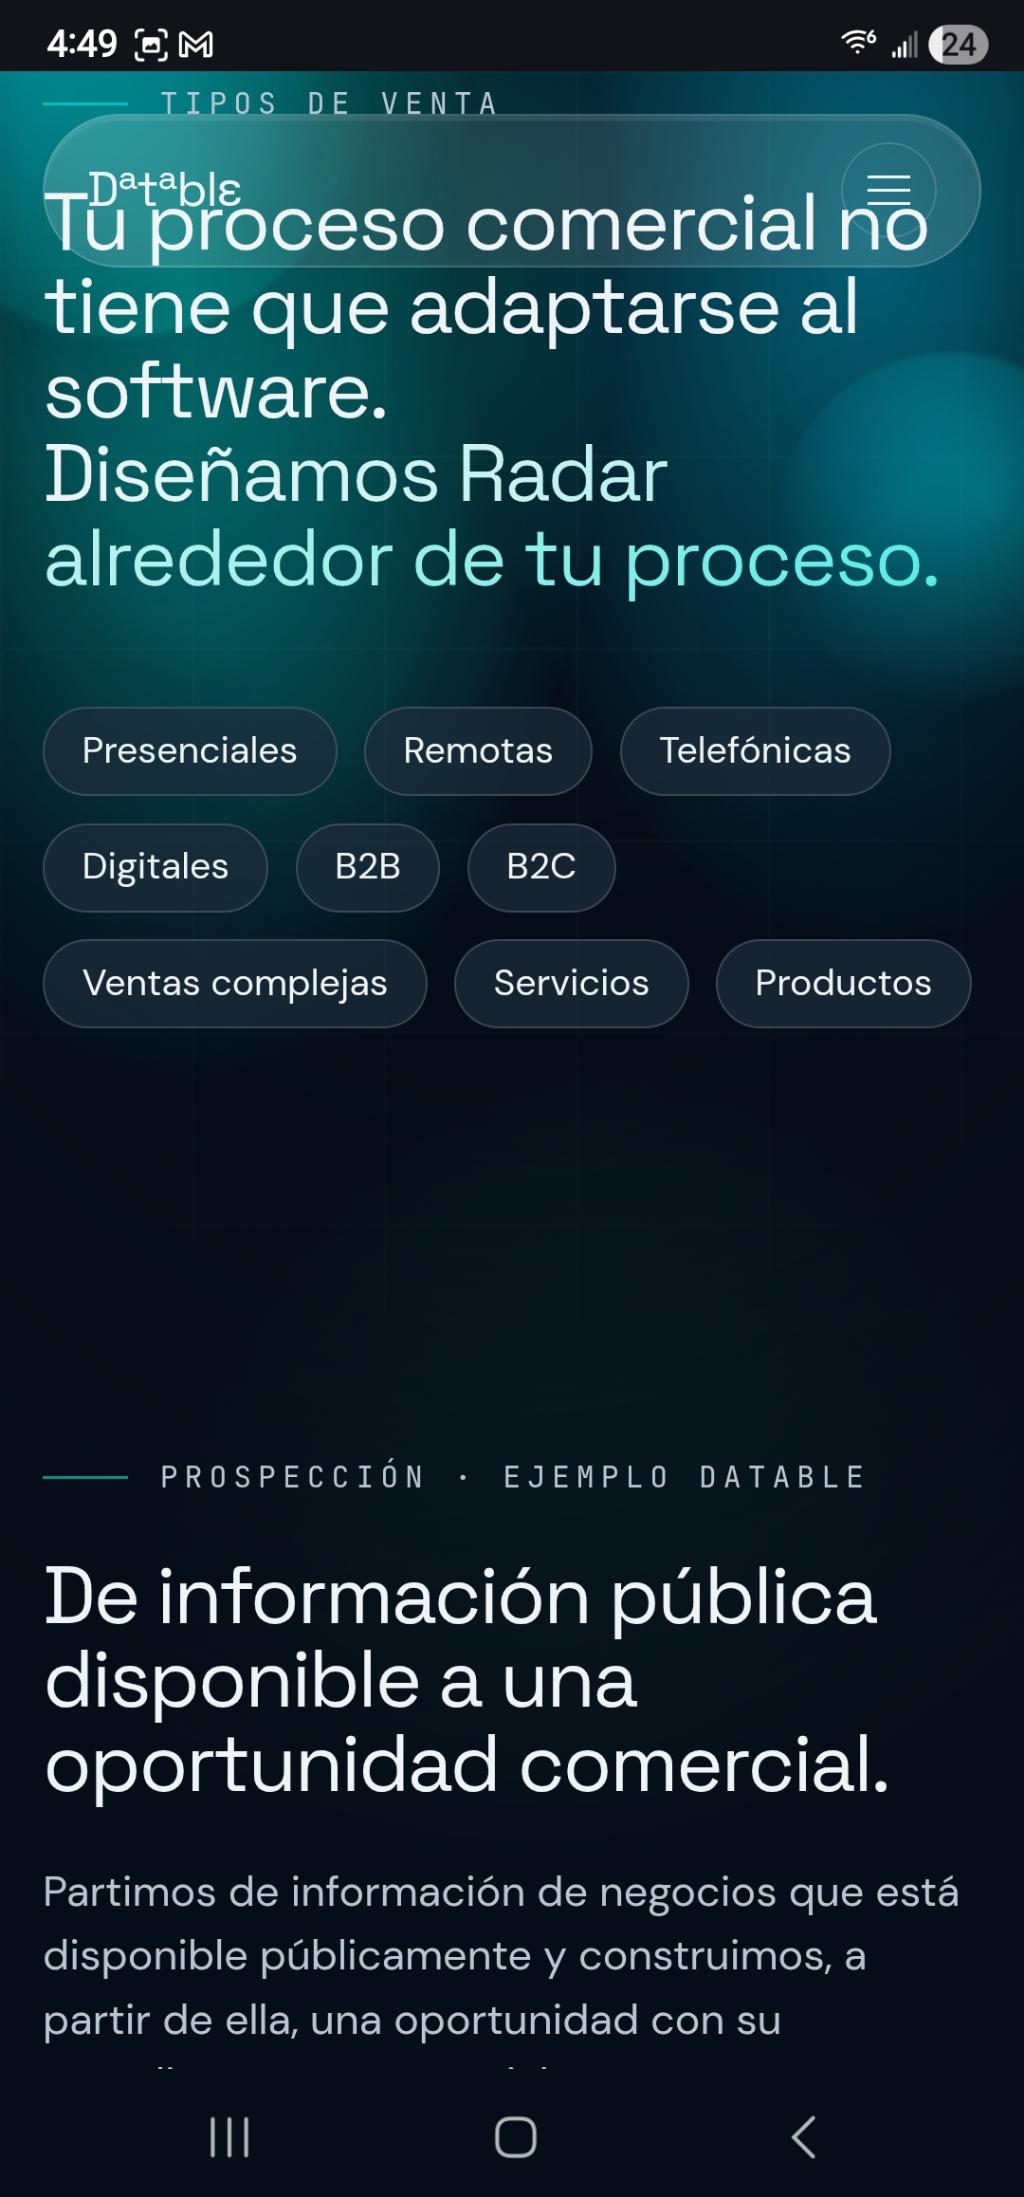 4:49
6
24
TIPOS DE VENTA
Datablε
Tu proceso comercial no
tiene que adaptarse al
software.
Diseñamos Radar
alrededor de tu proceso.
Presenciales
Remotas
Telefónicas
Digitales
B2B
B2C
Ventas complejas
Servicios
Productos
PROSPECCIÓN · EJEMPLO DATABLE
De información pública
disponible a una
oportunidad comercial.
Partimos de información de negocios que está
disponible públicamente y construimos, a
partir de ella, una oportunidad con su